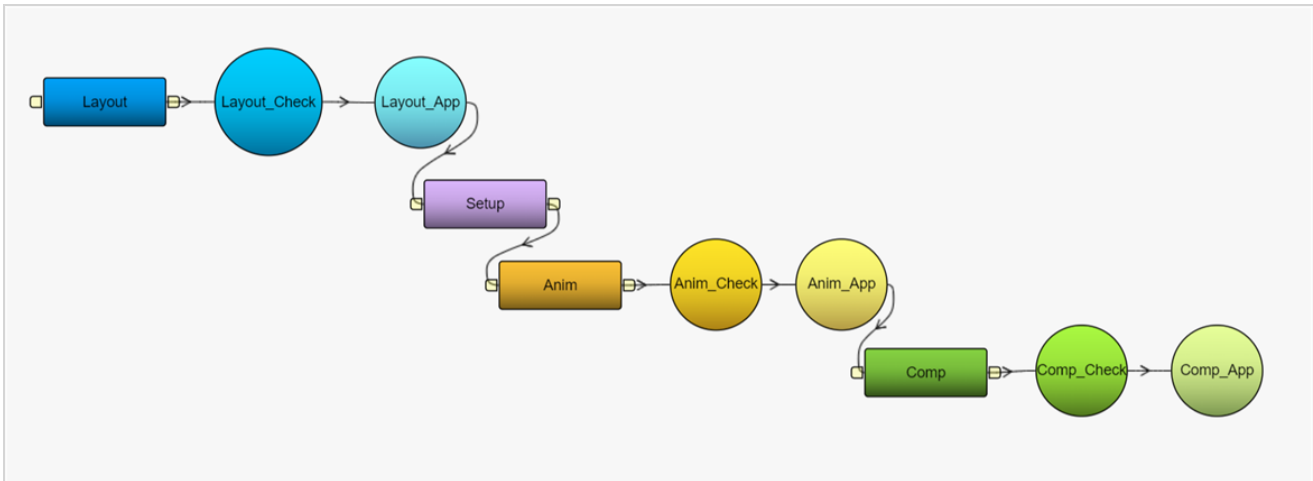 Layout
Layout_Check
Layout_App
Setup
Anim
Anim_Check
Anim_App
Comp
Comp_Check
Comp_App